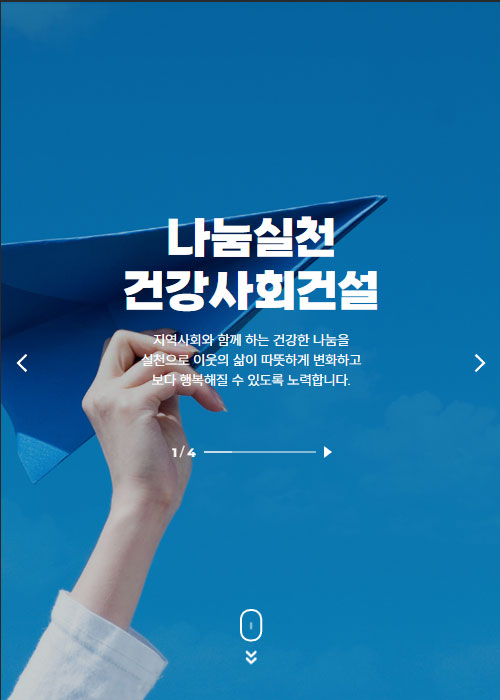 나눔실천
건강사회건설
지역사회와 함께 하는 건강한 나눔을
실천으로 이웃의 삶이 따뜻하게 변화하고
보다 행복해질 수 있도록 노력합니다.
1 / 4